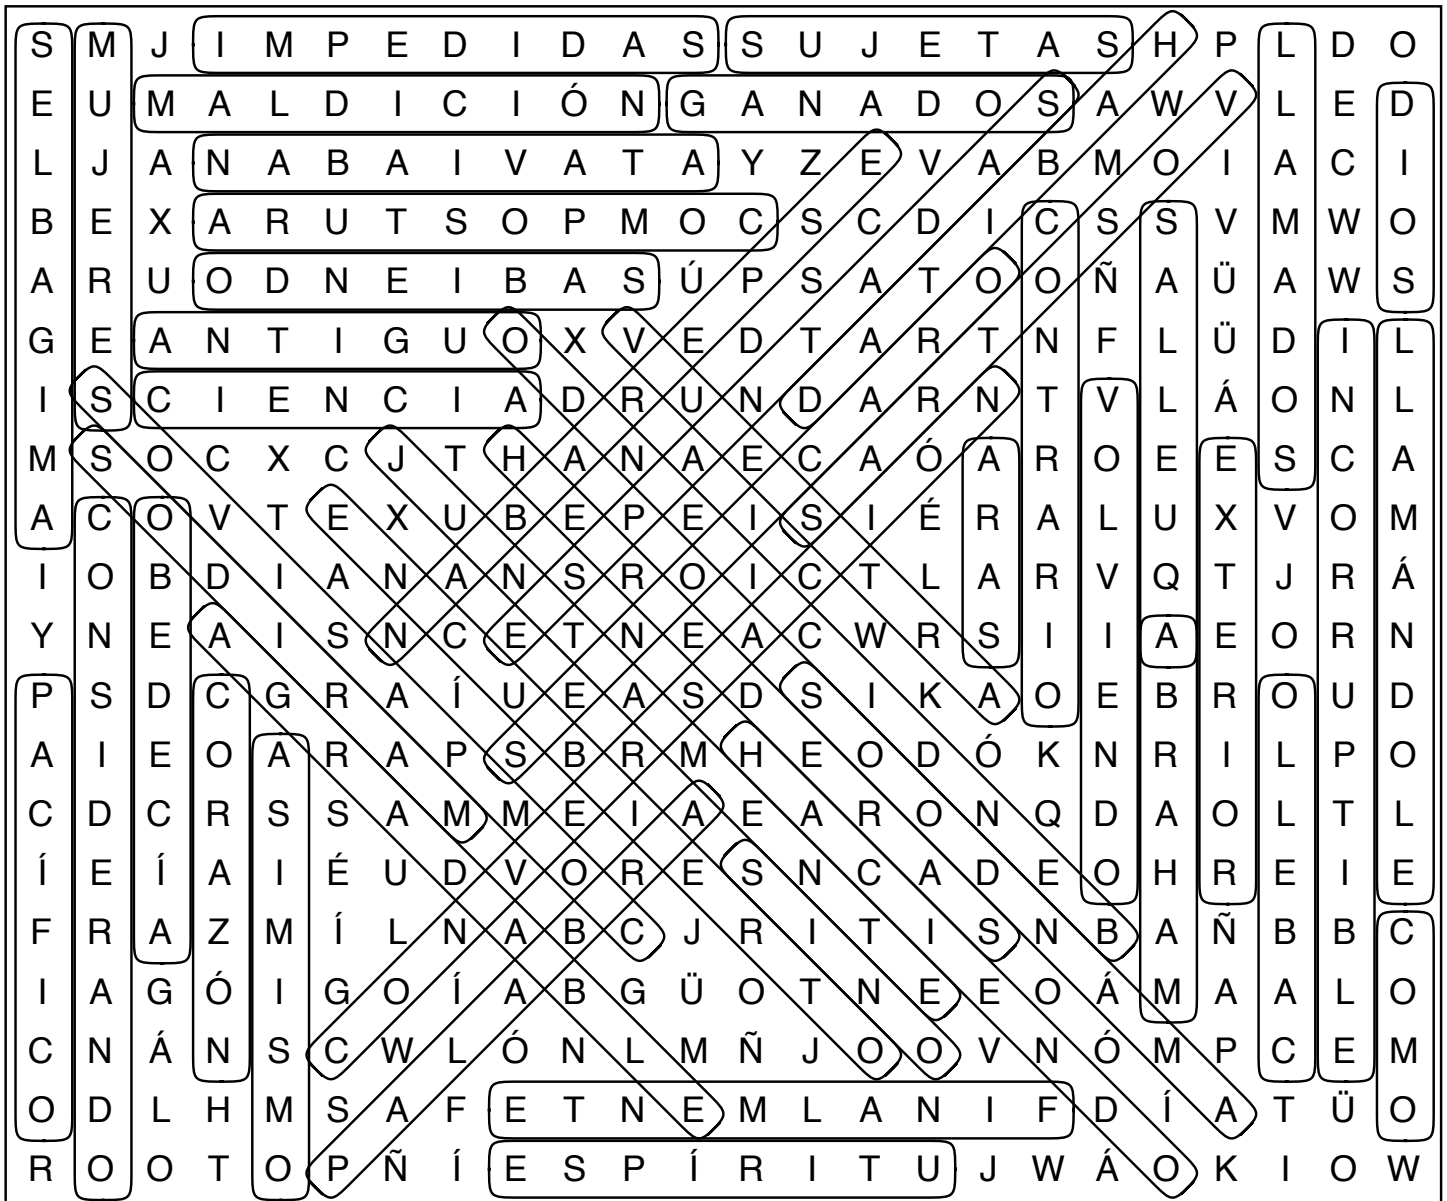 S M J I M P E D I D A S S U J E T A S H P L D O
E U M A L D I C I Ó N G A N A D O S A W V L E D
L J A N A B A I V A T A Y Z E V A B M O I A C I
B E X A R U T S O P M O C S C D I C S S V M W O
A R U O D N E I B A S Ú P S A T O O Ñ A Ü A W S
G E A N T I G U O X V E D T A R T N F L Ü D I L
I S C I E N C I A D R U N D A R N T V L Á O N L
M S O C X C J T H A N A E C A Ó A R O E E S C A
A C O V T E X U B E P E I S I É R A L U X V O M
I O B D I A N A N S R O I C T L A R V Q T J R Á
Y N E A I S N C E T N E A C W R S I I A E O R N
P S D C G R A Í U E A S D S I K A O E B R O U D
A I E O A R A P S B R M H E O D Ó K N R I L P O
C D C R S S A M M E I A E A R O N Q D A O L T L
Í E Í A I É U D V O R E S N C A D E O H R E I E
F R A Z M Í L N A B C J R I T I S N B A Ñ B B C
I A G Ó I G O Í A B G Ü O T N E E O Á M A A L O
C N Á N S C W L Ó N L M Ñ J O O V N Ó M P C E M
O D L H M S A F E T N E M L A N I F D Í A T Ü O
R O O T O P Ñ Í E S P Í R I T U J W Á O K I O W